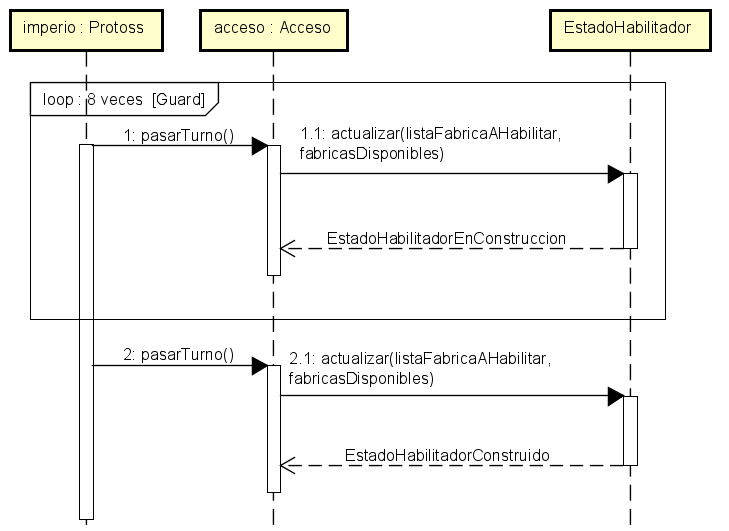 imperio : Protoss
acceso : Acceso
EstadoHabilitador
loop : 8 veces [Guard]
1: pasarTurno()
1.1: actualizar(listaFabricaAHabilitar,
fabricasDisponibles)
EstadoHabilitadorEnConstruccion
2: pasarTurno()
2.1: actualizar(listaFabricaAHabilitar,
fabricasDisponibles)
EstadoHabilitadorConstruido